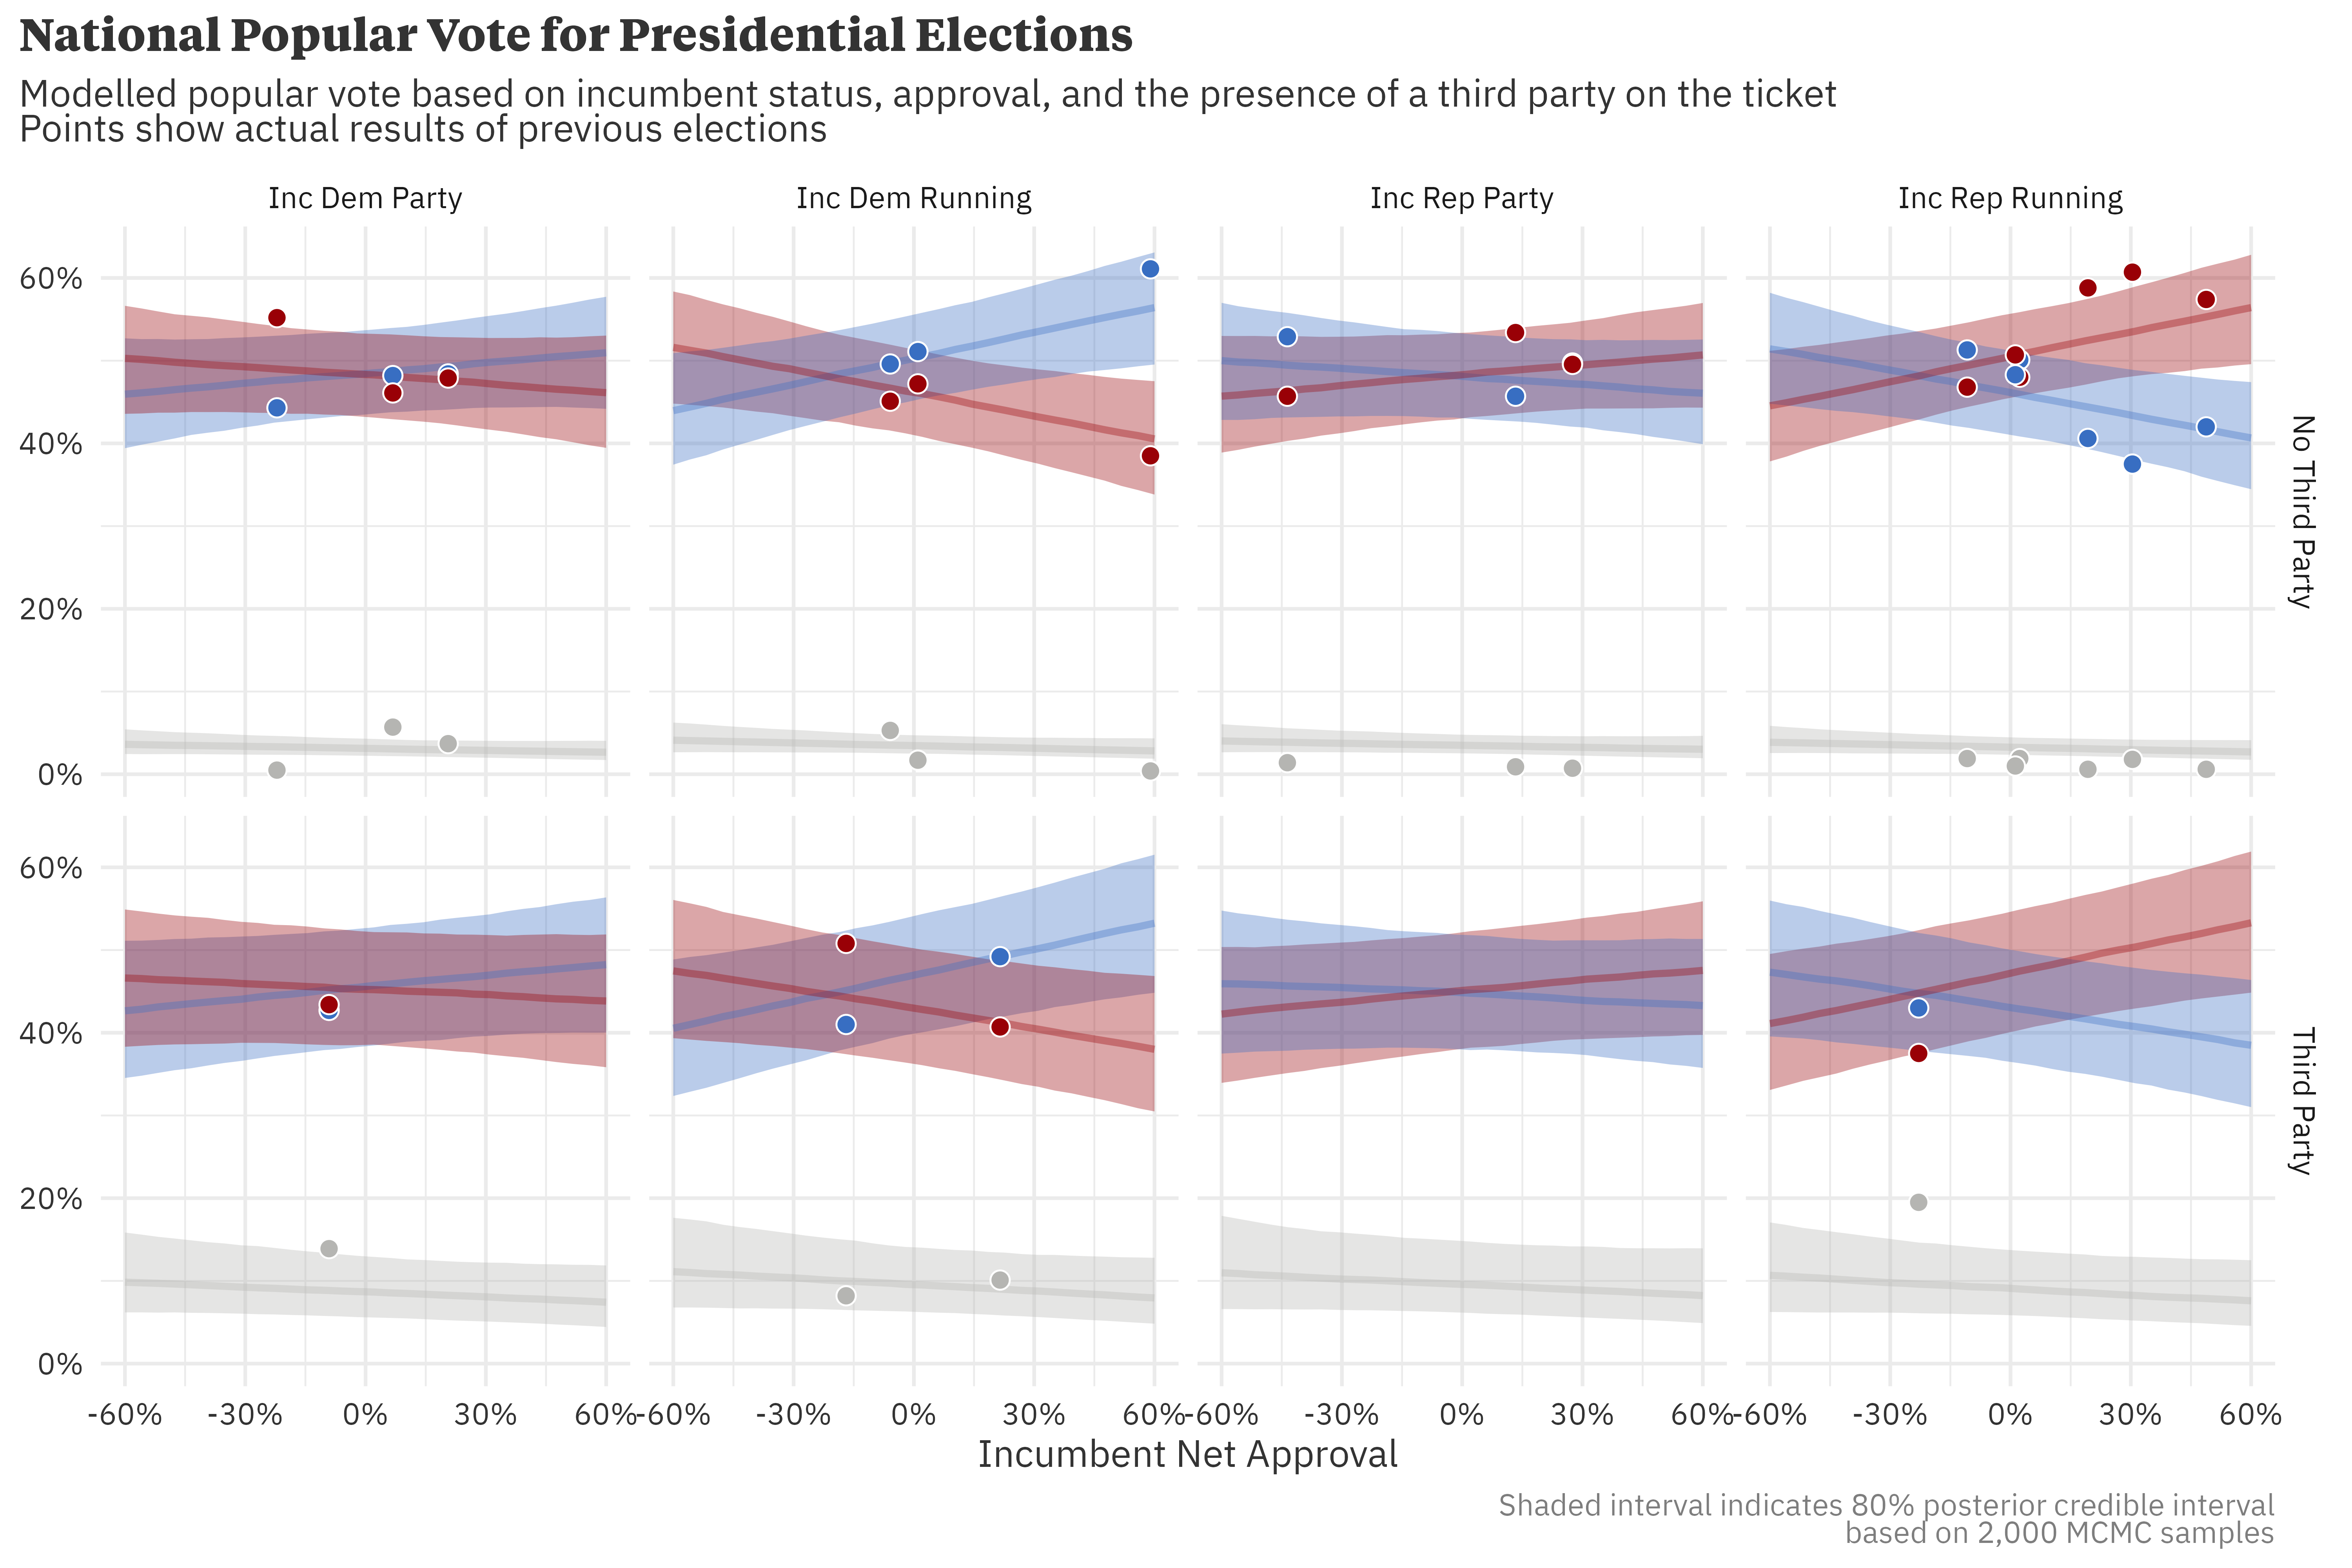 National Popular Vote for Presidential Elections
Modelled popular vote based on incumbent status, approval, and the presence of a third party on the ticket
Points show actual results of previous elections
Inc Dem Party
Inc Dem Running
Inc Rep Party
Inc Rep Running
60%
40%
20%
0%
No Third Party
60%
40%
20%
0%
Third Party
-60% -30% 0% 30% 60% -60% -30% 0% 30% 60% -60% -30% 0% 30% 60% -60% -30% 0% 30% 60%
Incumbent Net Approval
Shaded interval indicates 80% posterior credible interval
based on 2,000 MCMC samples